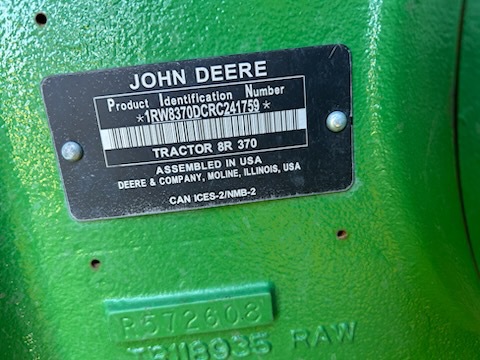 JOHN DEERE
Product Identification Number
*1RW8370DCRC241759*
TRACTOR 8R 370
ASSEMBLED IN USA
DEERE & COMPANY, MOLINE, ILLINOIS, USA
CAN ICES-2/NMB-2
R572608
RAW